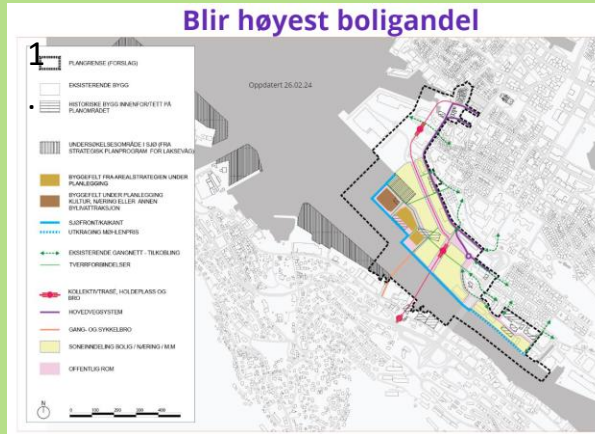 Blir høyest boligandel
1
.
Oppdatert 26.02.24
PLANGRENSE (FORSLAG)
EKSISTERENDE BYGG
HISTORISKE BYGG INNENFOR/TETT PÅ
PLANOMRÅDET
UNDERSØKELSESOMRÅDE I SJØ (FRA
STRATEGISK PLANPROGRAM FOR LAKSEVÅG)
BYGGEFELT FRA AREALSTRATEGIEN UNDER
PLANLEGGING
BYGGEFELT UNDER PLANLEGGING
KULTUR, NÆRING ELLER ANNEN
BYLIVATTRAKSJON
SJØFRONT/KAIKANT
UTKRAGING MØHLENPRIS
EKSISTERENDE GANGNETT - TILKOBLING
TVERRFORBINDELSER
KOLLEKTIVTRASÉ, HOLDEPLASS OG
BRO
HOVEDVEGSYSTEM
GANG- OG SYKKELBRO
SONEINNDELING BOLIG / NÆRING / M.M
OFFENTLIG ROM
N
0 100 200 300 400